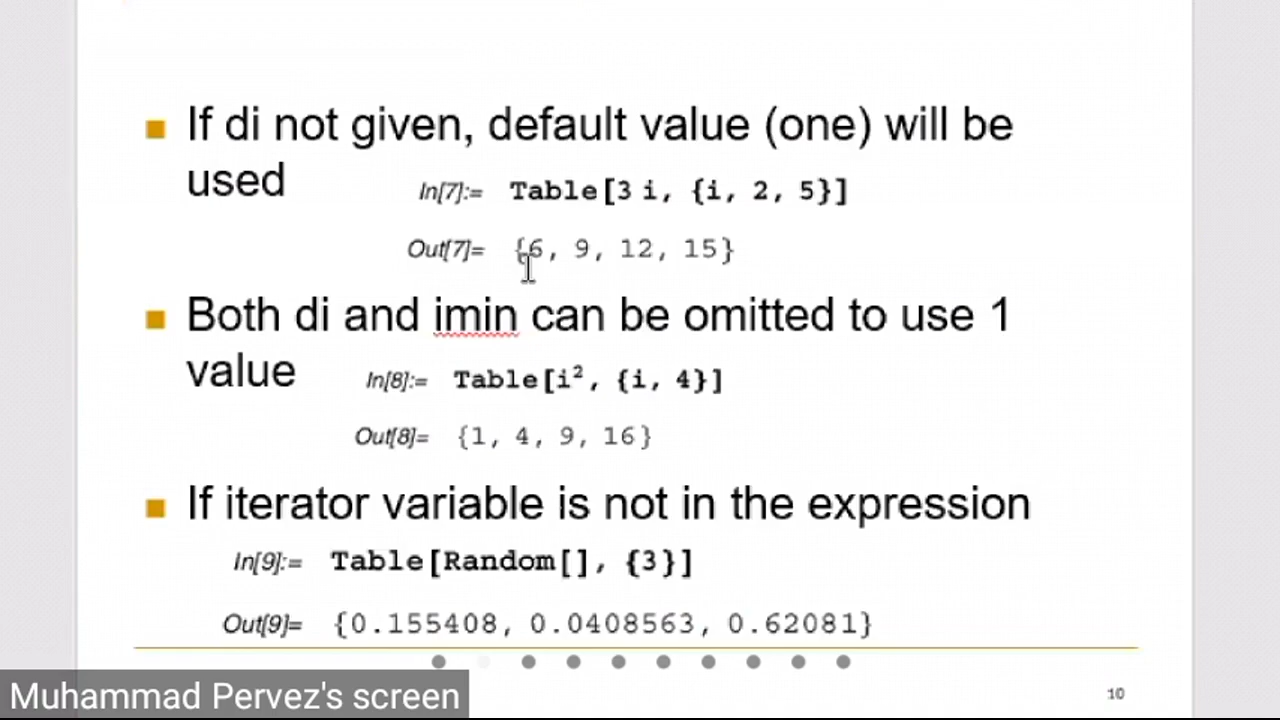 If di not given, default value (one) will be
used
In[7]:= Table[3 i, {i, 2, 5}]
Out[7]= {6, 9, 12, 15}
Both di and imin can be omitted to use 1
value
In[8]:= Table[i², {i, 4}]
Out[8]= {1, 4, 9, 16}
If iterator variable is not in the expression
In[9]:= Table[Random[], {3}]
Out[9]= {0.155408, 0.0408563, 0.62081}
10
Muhammad Pervez's screen